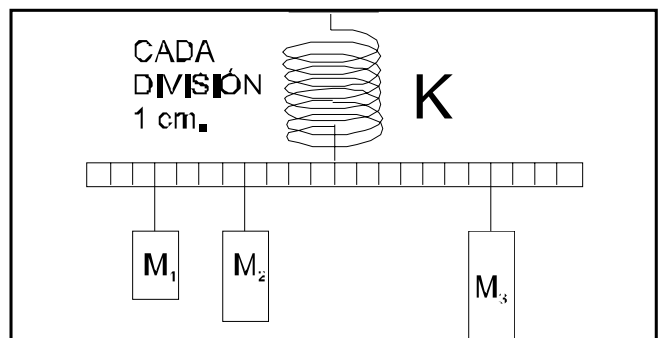 CADA
DIVISIÓN
1 cm.
K
M₁
M₂
M₃